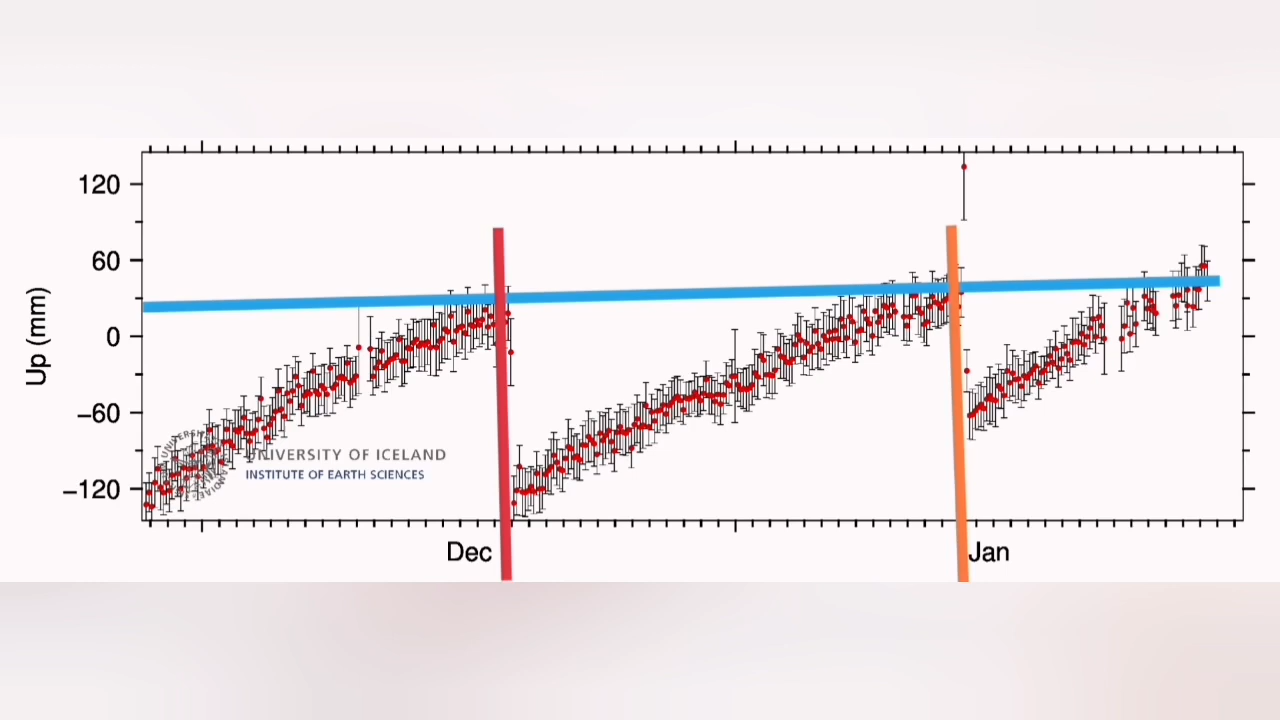 120
60
0
−60
−120
Up (mm)
UNIVERSITY OF ICELAND
INSTITUTE OF EARTH SCIENCES
Dec
Jan